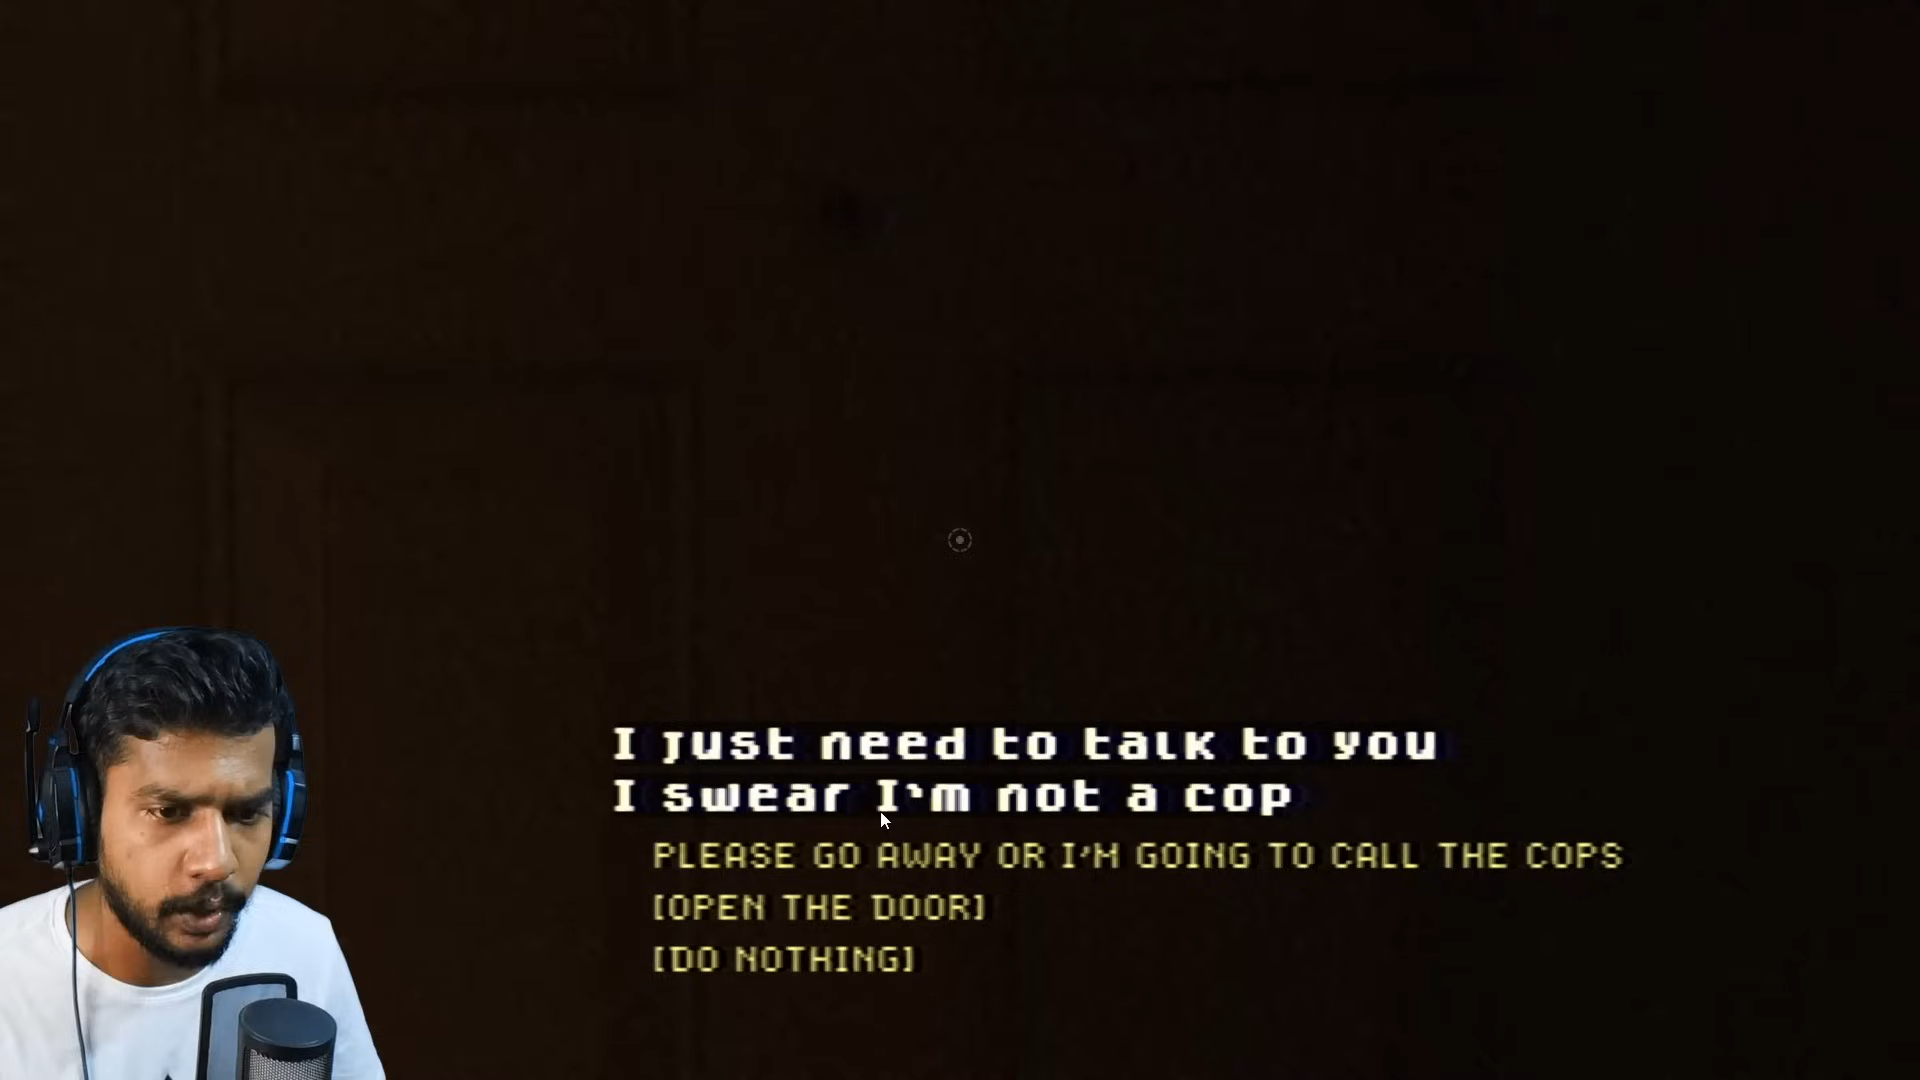 I just need to talk to you
I swear I'm not a cop
PLEASE GO AWAY OR I'M GOING TO CALL THE COPS
[OPEN THE DOOR]
[DO NOTHING]